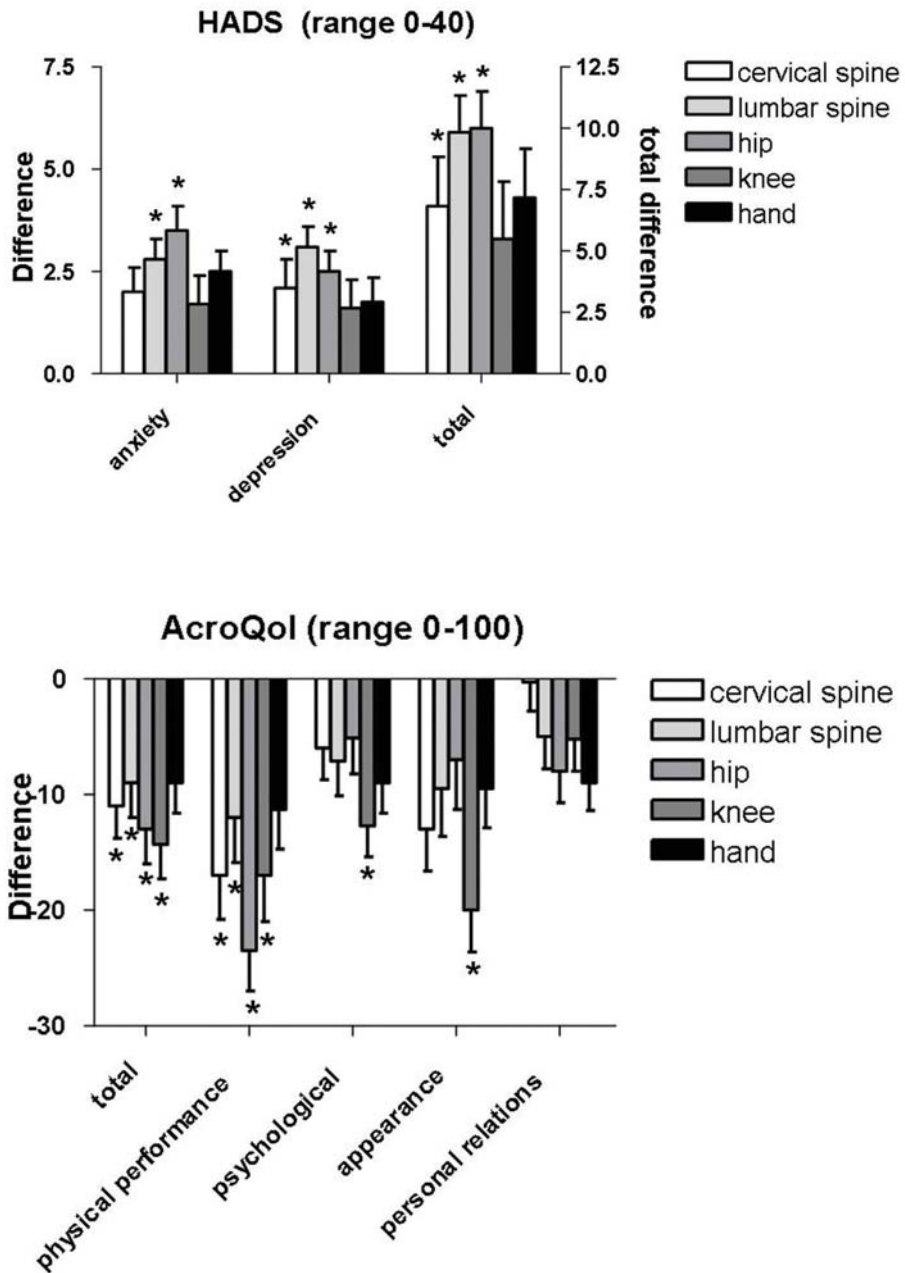 HADS (range 0-40)
7.5
5.0
2.5
0.0
Difference
12.5
10.0
7.5
5.0
2.5
0.0
total difference
cervical spine
lumbar spine
hip
knee
hand
* * * * * * * *
anxiety
depression
total
AcroQol (range 0-100)
0
-10
-20
-30
Difference
cervical spine
lumbar spine
hip
knee
hand
* * * * * * * * * *
total
physical performance
psychological
appearance
personal relations